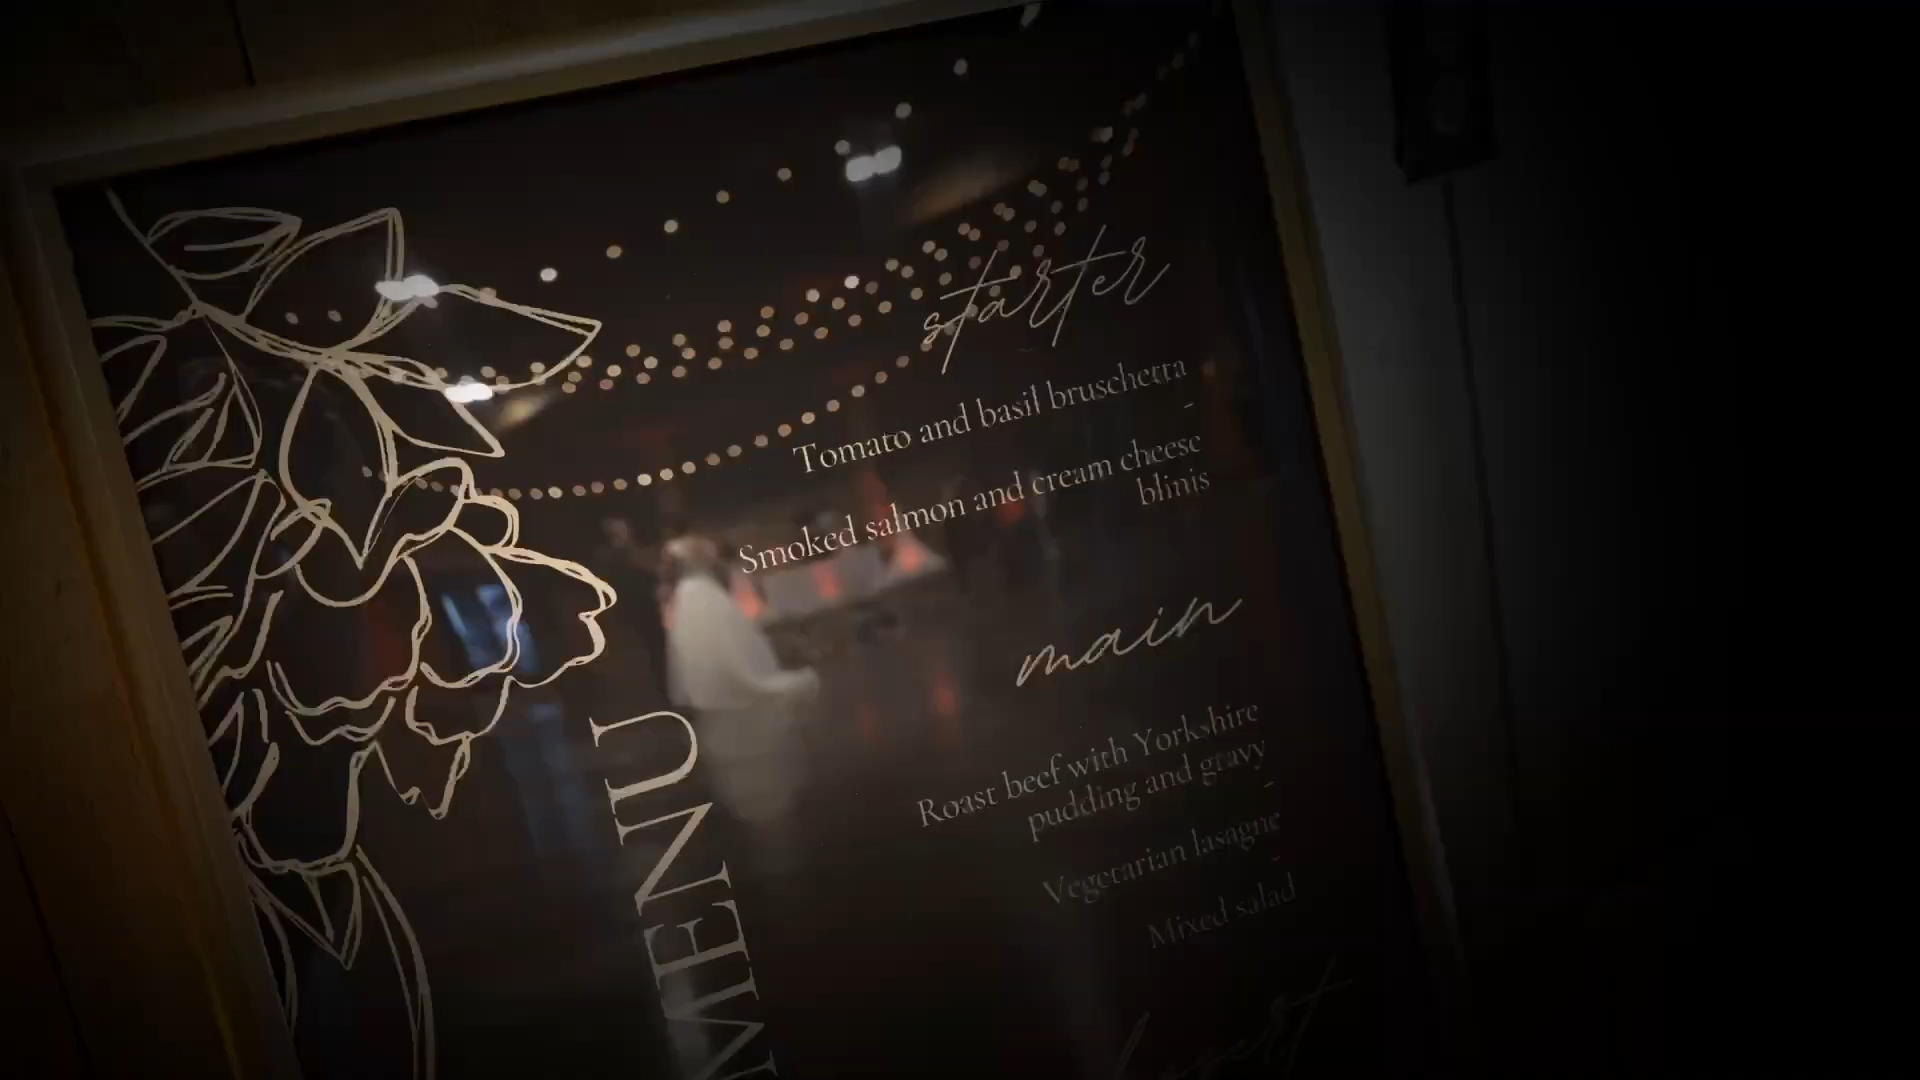 starter
Tomato and basil bruschetta
-
Smoked salmon and cream cheese
blinis
main
Roast beef with Yorkshire
pudding and gravy
-
Vegetarian lasagne
-
Mixed salad
MENU